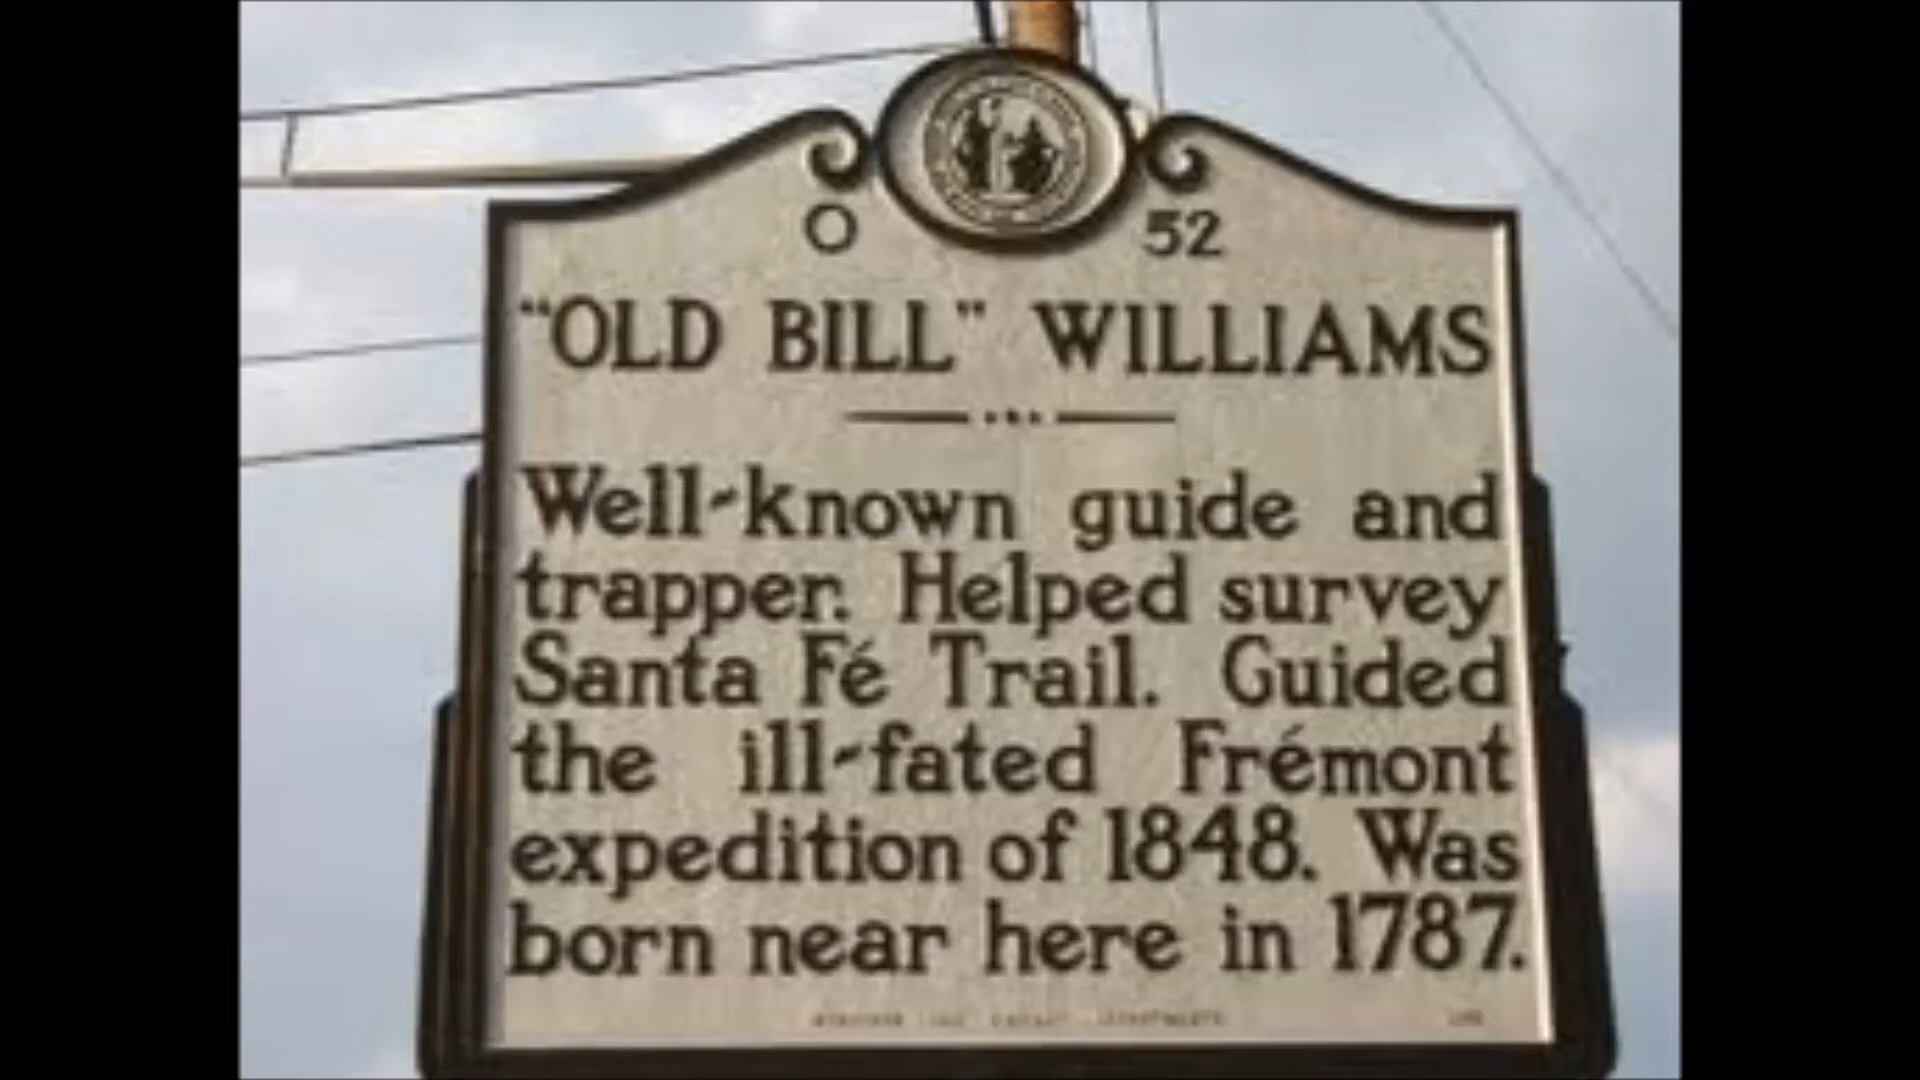 O 52
“OLD BILL” WILLIAMS
Well-known guide and
trapper. Helped survey
Santa Fé Trail. Guided
the ill-fated Frémont
expedition of 1848. Was
born near here in 1787.